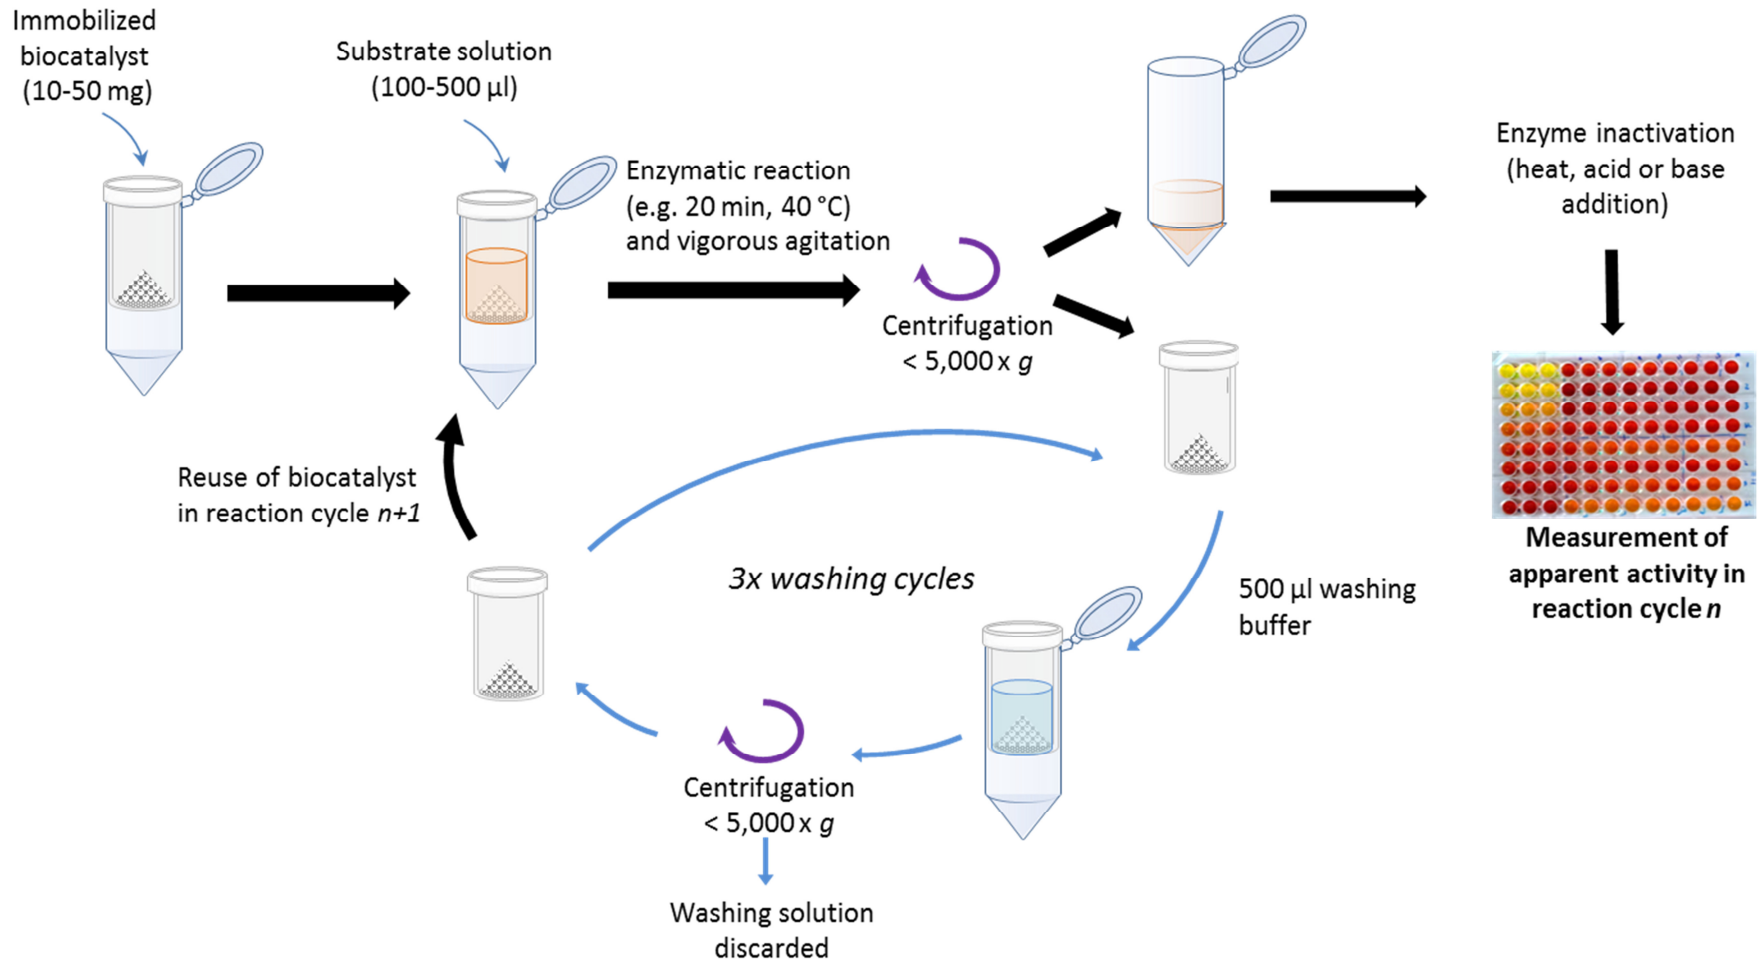 Immobilized
biocatalyst
(10-50 mg)
Substrate solution
(100-500 µl)
Enzymatic reaction
(e.g. 20 min, 40 °C)
and vigorous agitation
Centrifugation
< 5,000 x g
Enzyme inactivation
(heat, acid or base
addition)
Measurement of
apparent activity in
reaction cycle n
Reuse of biocatalyst
in reaction cycle n+1
3x washing cycles
500 µl washing
buffer
Centrifugation
< 5,000 x g
Washing solution
discarded